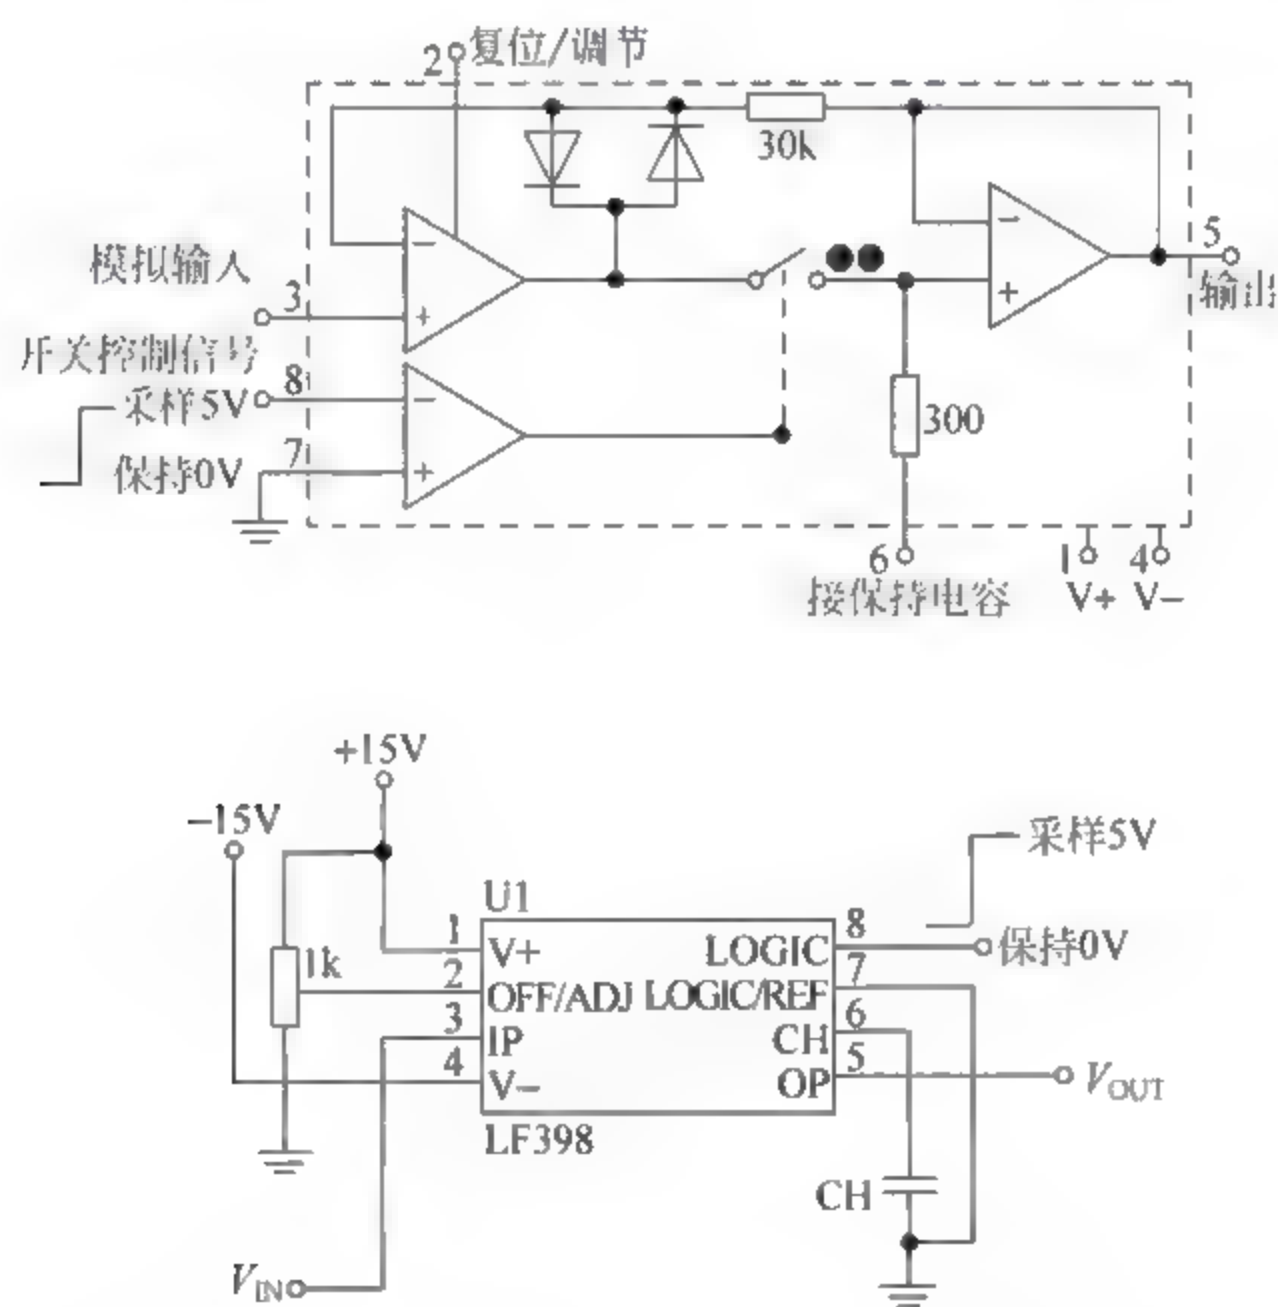 2 复位/调节
30k
模拟输入
3
−
+
开关控制信号
采样5V 8
保持0V 7
−
+
−
+
5
输出
300
6
接保持电容
1 4
V+ V−
+15V
−15V
1k
U1
1 V+
2 OFF/ADJ
3 IP
4 V−
LOGIC 8
LOGIC/REF 7
CH 6
OP 5
LF398
采样5V
保持0V
VOUT
CH
VIN